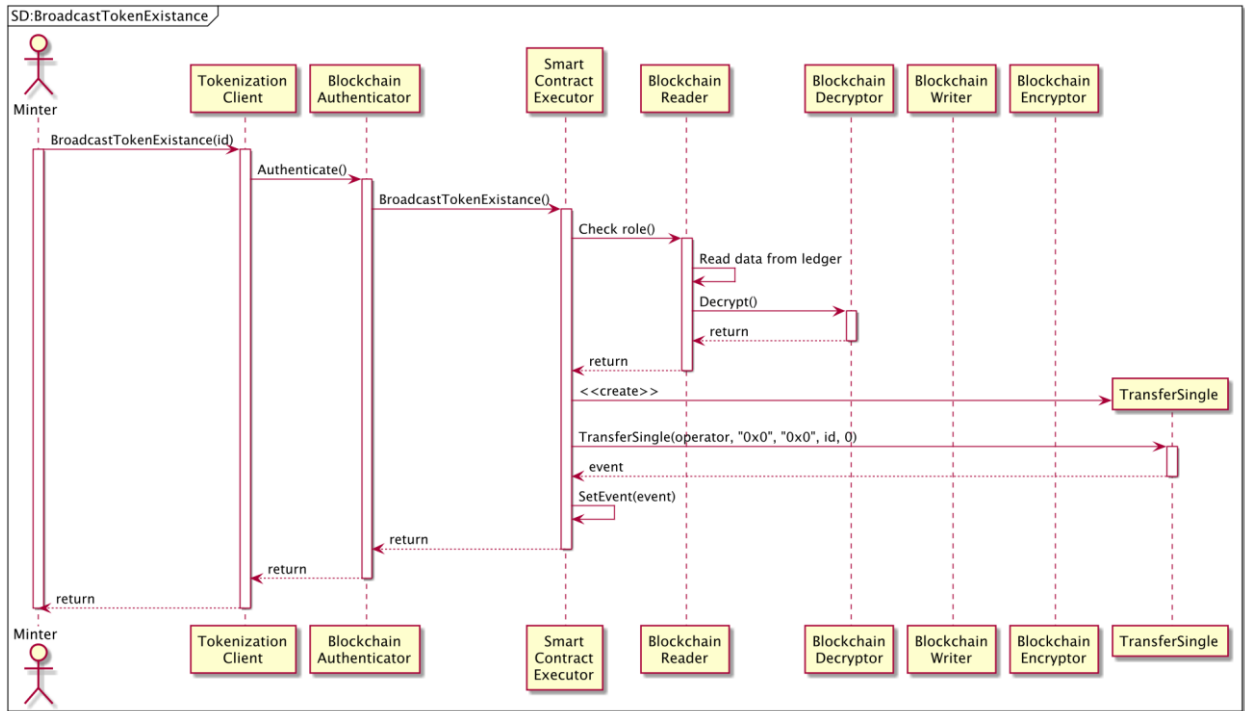 SD:BroadcastTokenExistance
Minter
Tokenization
Client
Blockchain
Authenticator
Smart
Contract
Executor
Blockchain
Reader
Blockchain
Decryptor
Blockchain
Writer
Blockchain
Encryptor
BroadcastTokenExistance(id)
Authenticate()
BroadcastTokenExistance()
Check role()
Read data from ledger
Decrypt()
return
return
<<create>>
TransferSingle
TransferSingle(operator, "0x0", "0x0", id, 0)
event
SetEvent(event)
return
return
return
Minter
Tokenization
Client
Blockchain
Authenticator
Smart
Contract
Executor
Blockchain
Reader
Blockchain
Decryptor
Blockchain
Writer
Blockchain
Encryptor
TransferSingle